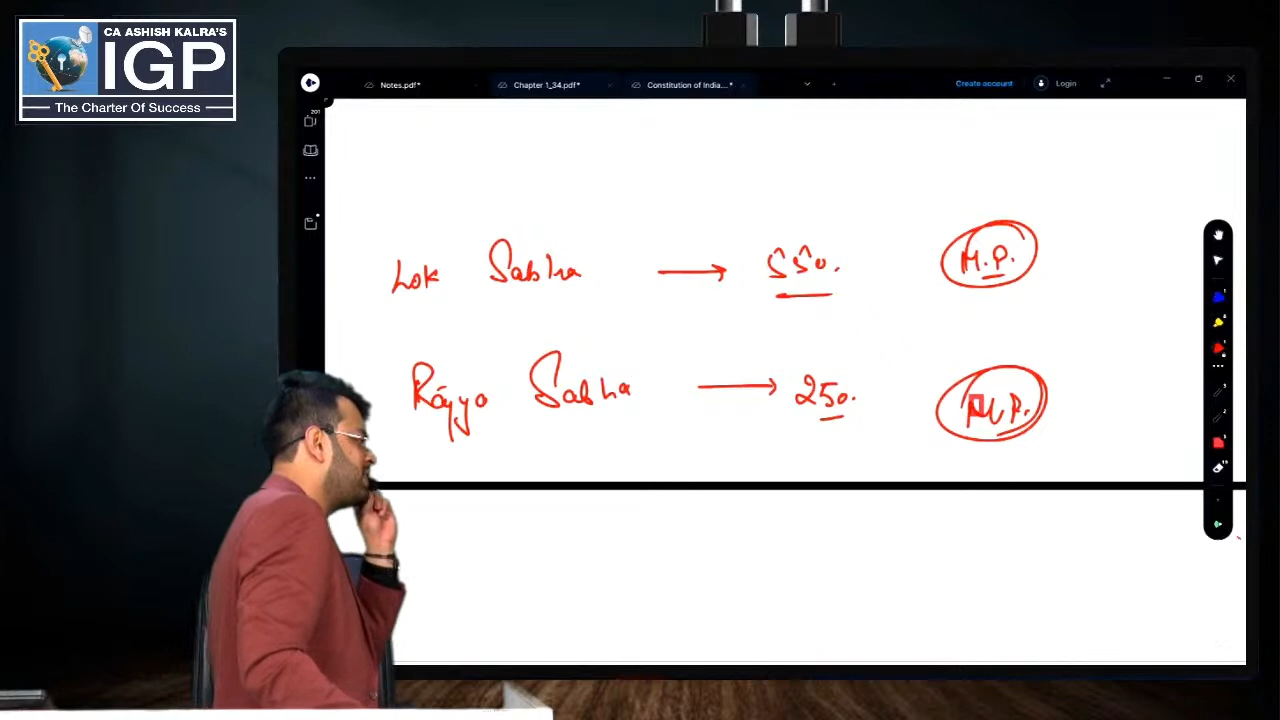 CA ASHISH KALRA'S
IGP
The Charter Of Success
Notes.pdf*
Chapter 1_34.pdf*
Constitution of India....*
Create account
Login
201
Lok Sabha → 550. M.P.
Rajya Sabha → 250. M.P.